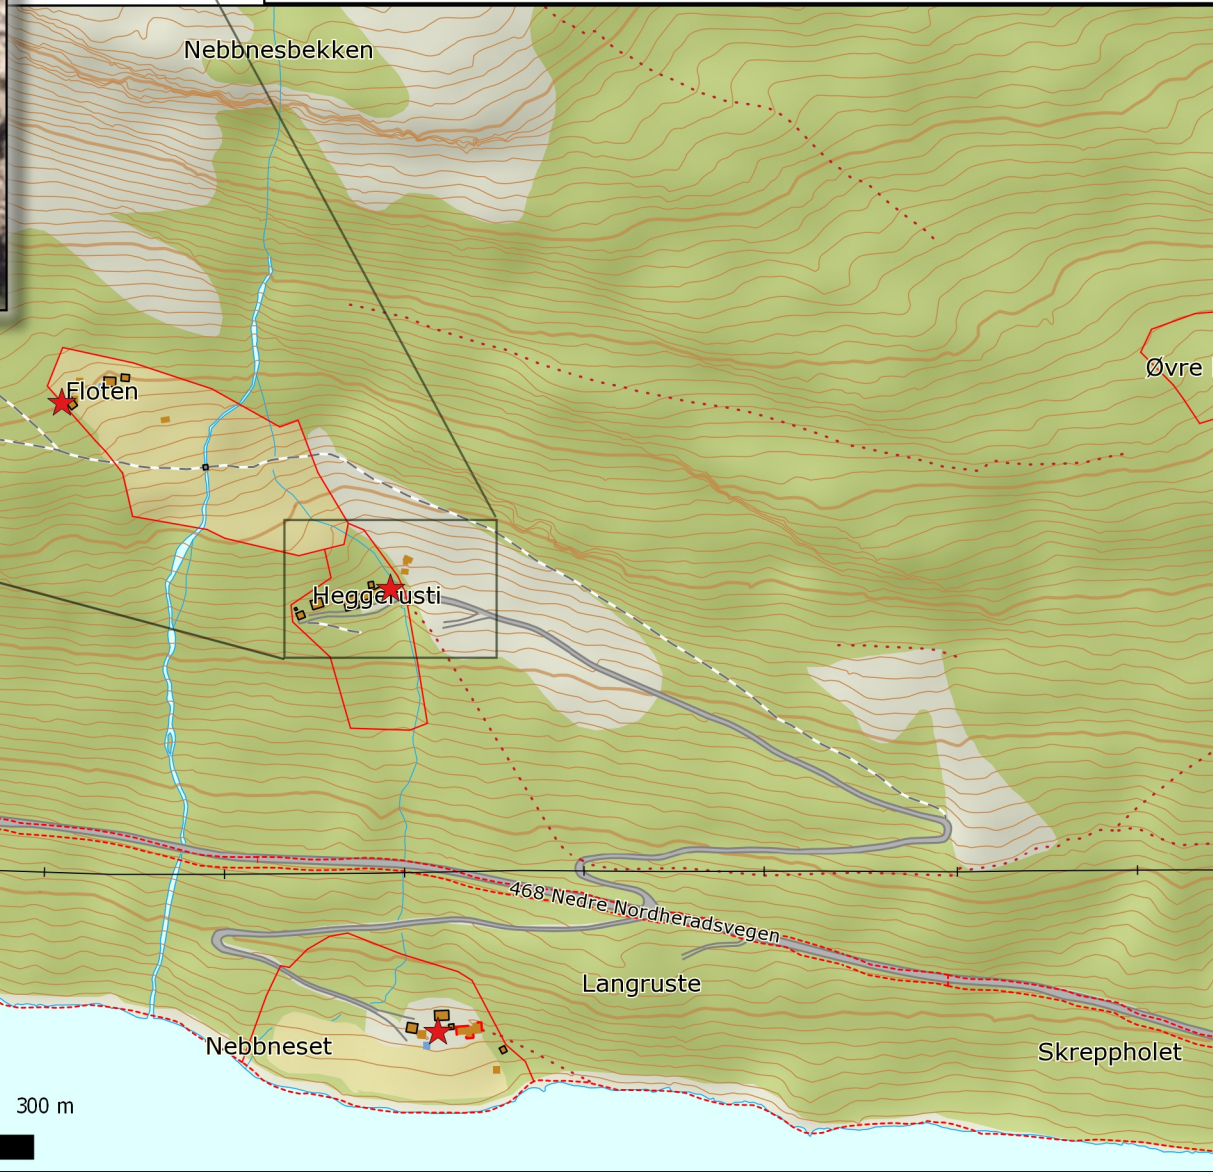 Nebbnesbekken
Øvre
Floten
Heggerusti
468 Nedre Nordheradsvegen
Langruste
Nebbneset
Skreppholet
300 m